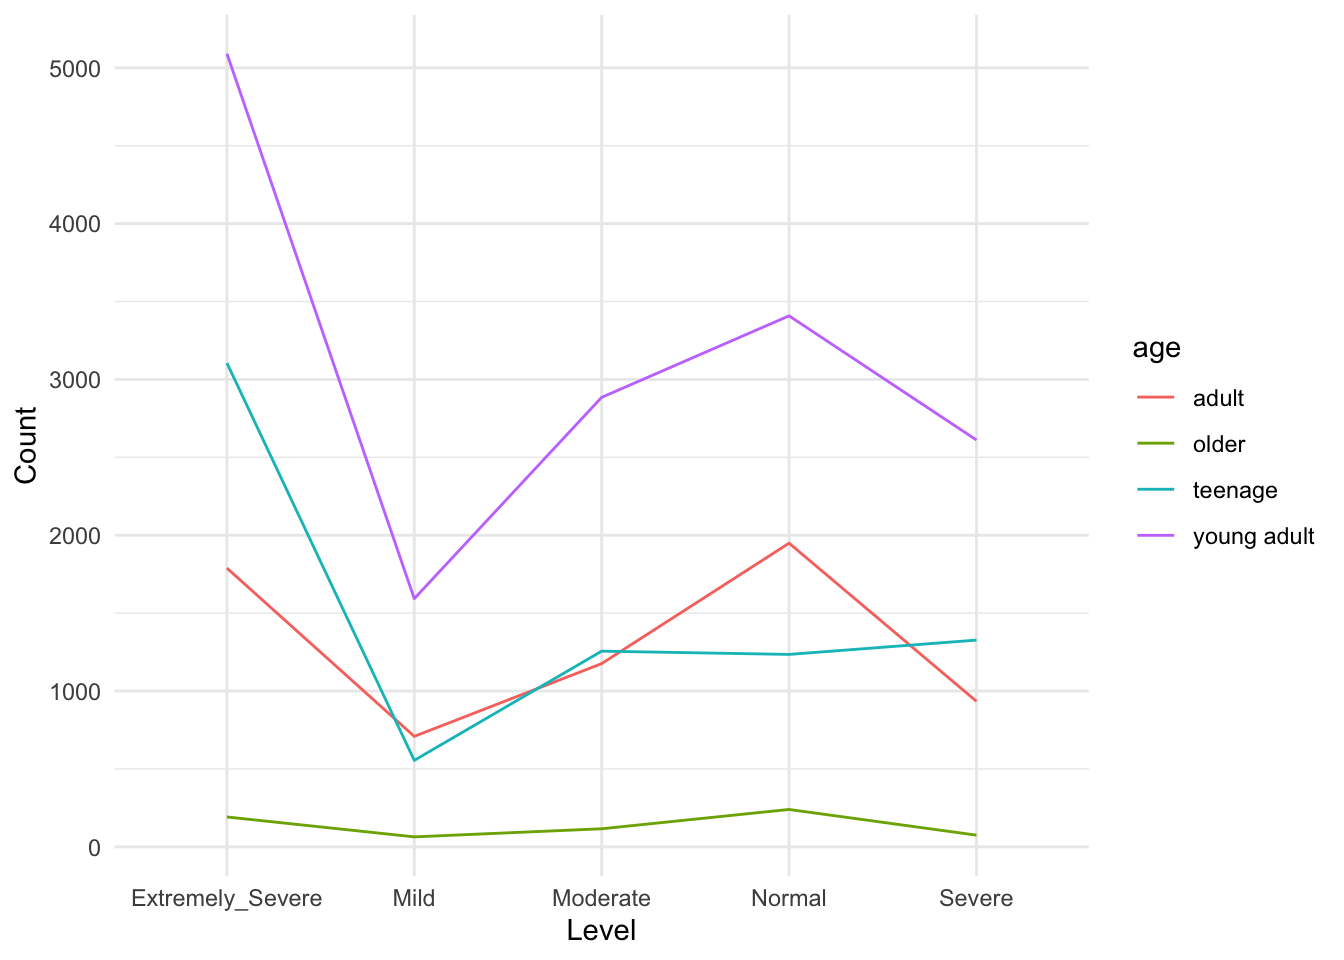 5000
4000
3000
2000
1000
0
Count
Extremely_Severe Mild Moderate Normal Severe
Level
age
adult
older
teenage
young adult